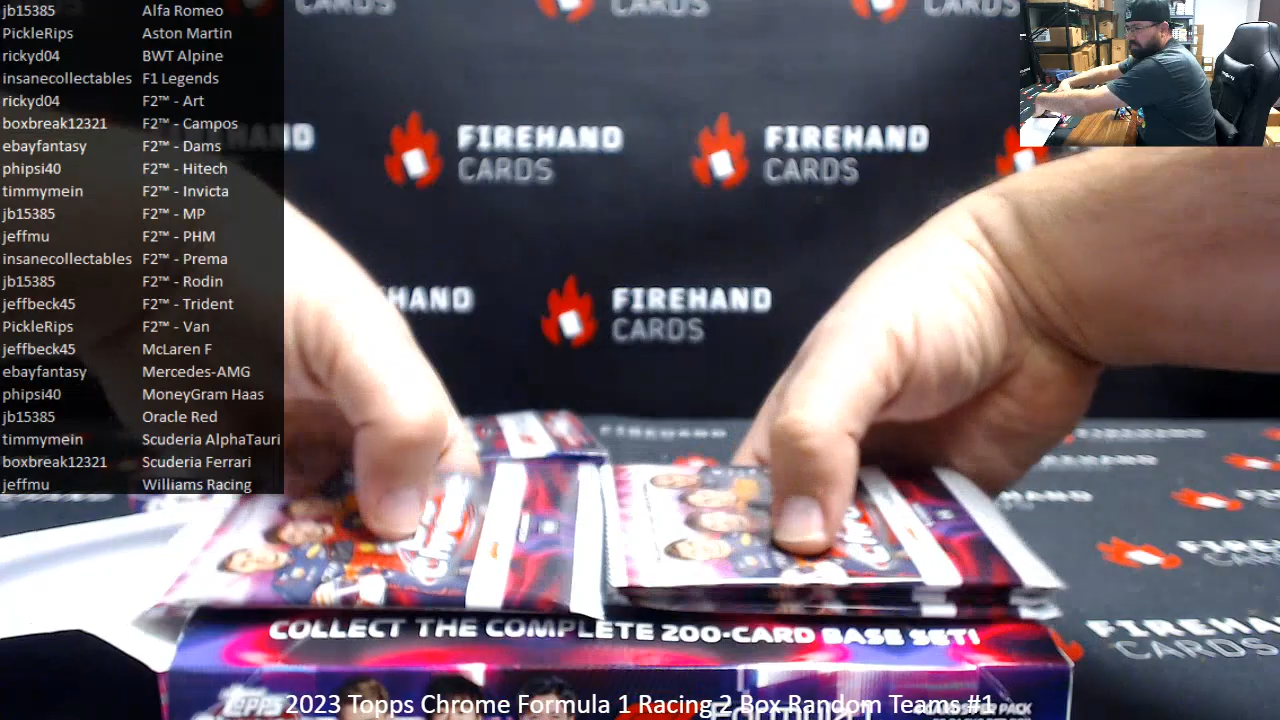 jb15385 Alfa Romeo
PickleRips Aston Martin
rickyd04 BWT Alpine
insanecollectables F1 Legends
rickyd04 F2™ - Art
boxbreak12321 F2™ - Campos
ebayfantasy F2™ - Dams
phipsi40 F2™ - Hitech
timmymein F2™ - Invicta
jb15385 F2™ - MP
jeffmu F2™ - PHM
insanecollectables F2™ - Prema
jb15385 F2™ - Rodin
jeffbeck45 F2™ - Trident
PickleRips F2™ - Van
jeffbeck45 McLaren F
ebayfantasy Mercedes-AMG
phipsi40 MoneyGram Haas
jb15385 Oracle Red
timmymein Scuderia AlphaTauri
boxbreak12321 Scuderia Ferrari
jeffmu Williams Racing
CARDS
CARDS
CARDS
FIREHAND
CARDS
FIREHAND
CARDS
FIREHAND
CARDS
FIREHAND
COLLECT THE COMPLETE 200-CARD BASE SET!
TOPPS
2023 Topps Chrome Formula 1 Racing 2 Box Random Teams #1